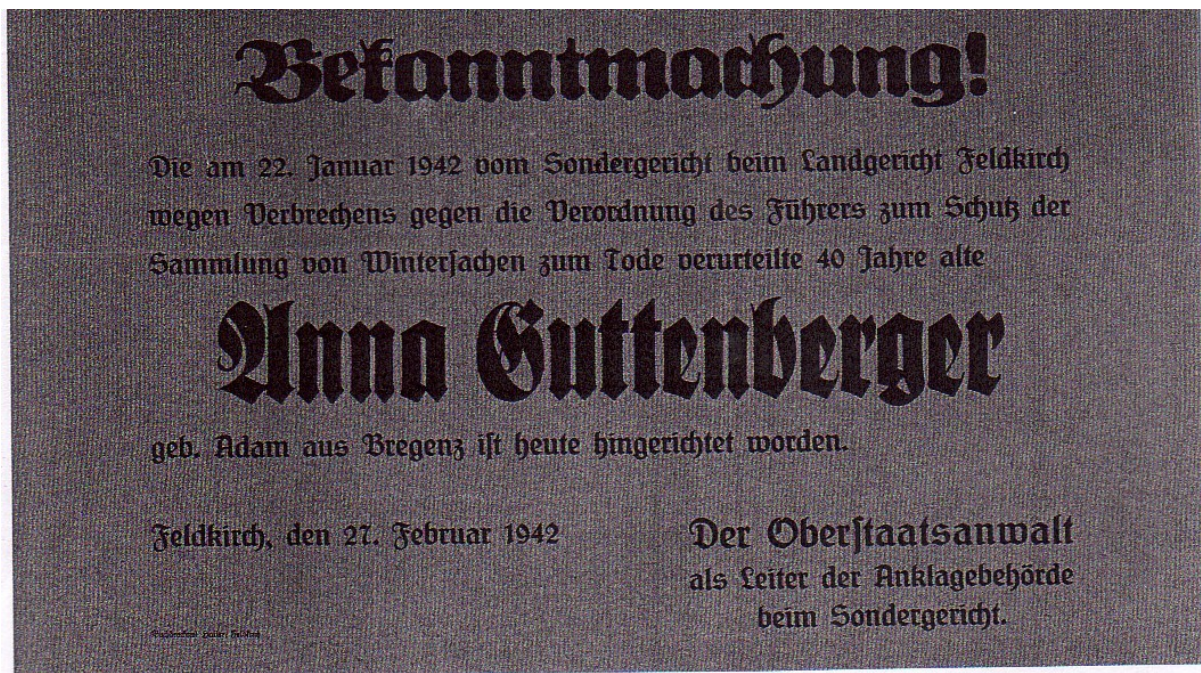 Bekanntmachung!
Die am 22. Januar 1942 vom Sondergericht beim Landgericht Feldkirch
wegen Verbrechens gegen die Verordnung des Führers zum Schutz der
Sammlung von Wintersachen zum Tode verurteilte 40 Jahre alte
Anna Guttenberger
geb. Adam aus Bregenz ist heute hingerichtet worden.
Feldkirch, den 27. Februar 1942
Der Oberstaatsanwalt
als Leiter der Anklagebehörde
beim Sondergericht.